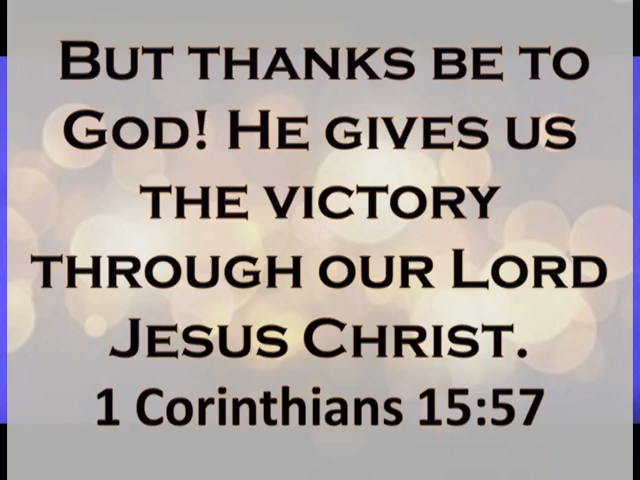 But thanks be to
God! He gives us
the victory
through our Lord
Jesus Christ.
1 Corinthians 15:57